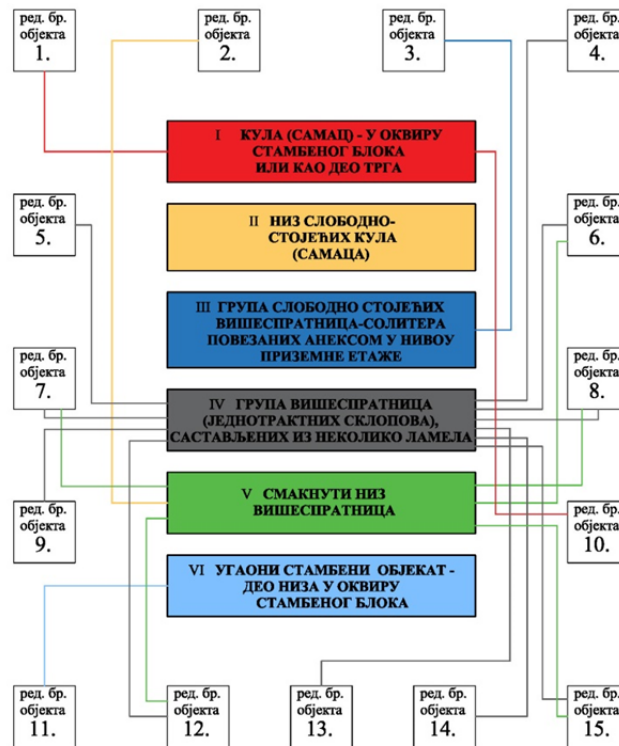 ред. бр.
објекта
1.
ред. бр.
објекта
2.
ред. бр.
објекта
3.
ред. бр.
објекта
4.
I КУЛА (САМАЦ) - У ОКВИРУ
СТАМБЕНОГ БЛОКА
ИЛИ КАО ДЕО ТРГА
ред. бр.
објекта
5.
II НИЗ СЛОБОДНО-
СТОЈЕЋИХ КУЛА
(САМАЦА)
ред. бр.
објекта
6.
III ГРУПА СЛОБОДНО СТОЈЕЋИХ
ВИШЕСПРАТНИЦА-СОЛИТЕРА
ПОВЕЗАНИХ АНЕКСОМ У НИВОУ
ПРИЗЕМНЕ ЕТАЖЕ
ред. бр.
објекта
7.
IV ГРУПА ВИШЕСПРАТНИЦА
(ЈЕДНОТРАКТНИХ СКЛОПОВА),
САСТАВЉЕНИХ ИЗ НЕКОЛИКО ЛАМЕЛА
ред. бр.
објекта
8.
ред. бр.
објекта
9.
V СМАКНУТИ НИЗ
ВИШЕСПРАТНИЦА
ред. бр.
објекта
10.
VI УГАОНИ СТАМБЕНИ ОБЈЕКАТ -
ДЕО НИЗА У ОКВИРУ
СТАМБЕНОГ БЛОКА
ред. бр.
објекта
11.
ред. бр.
објекта
12.
ред. бр.
објекта
13.
ред. бр.
објекта
14.
ред. бр.
објекта
15.